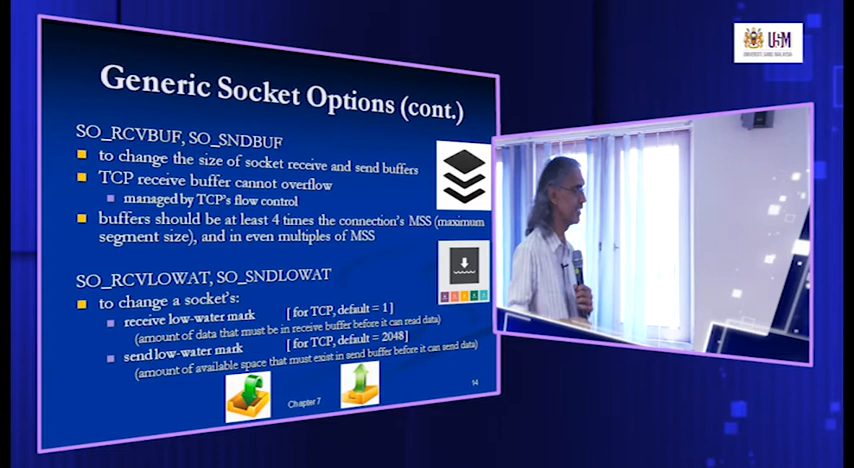 USM
UNIVERSITI SAINS MALAYSIA
Generic Socket Options (cont.)
SO_RCVBUF, SO_SNDBUF
to change the size of socket receive and send buffers
TCP receive buffer cannot overflow
managed by TCP's flow control
buffers should be at least 4 times the connection's MSS (maximum
segment size), and in even multiples of MSS
SO_RCVLOWAT, SO_SNDLOWAT
to change a socket's:
receive low-water mark [ for TCP, default = 1 ]
(amount of data that must be in receive buffer before it can read data)
send low-water mark [ for TCP, default = 2048]
(amount of available space that must exist in send buffer before it can send data)
Chapter 7
14